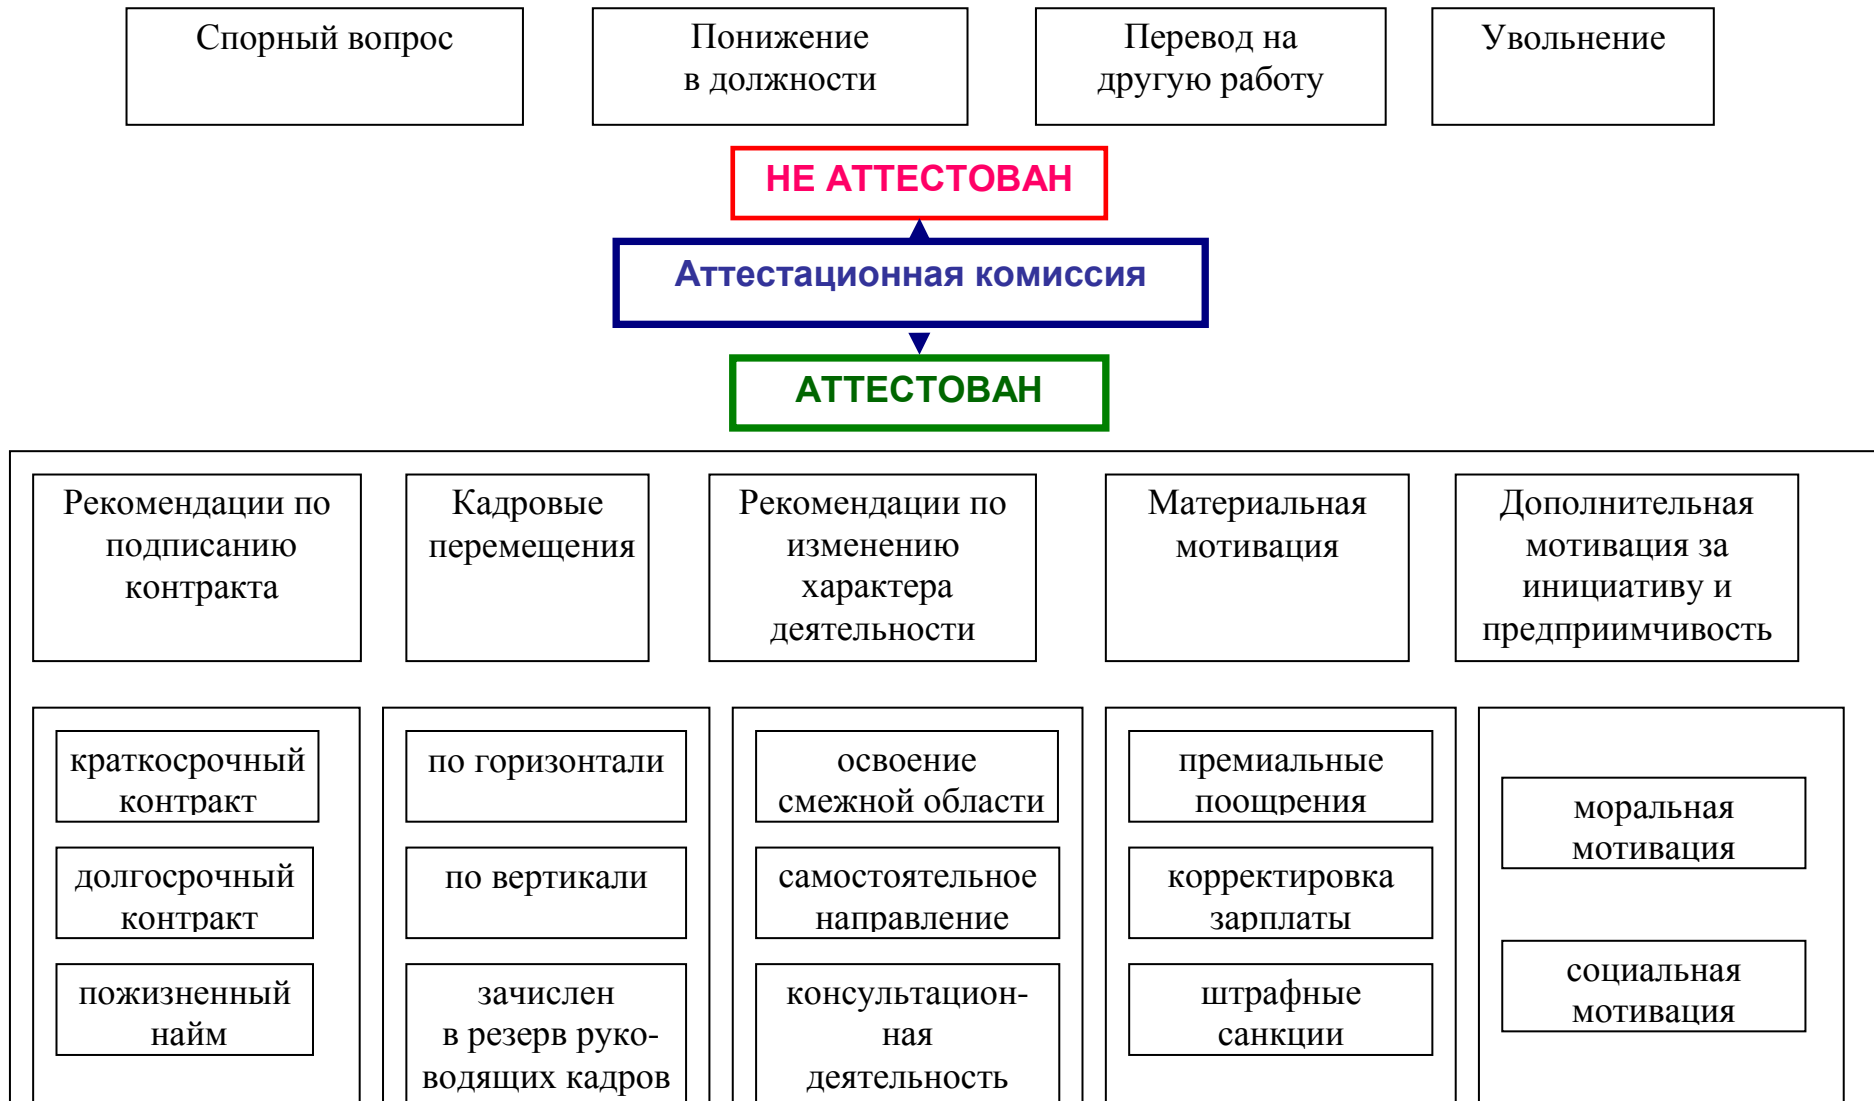 Спорный вопрос
Понижение
в должности
Перевод на
другую работу
Увольнение
НЕ АТТЕСТОВАН
Аттестационная комиссия
АТТЕСТОВАН
Рекомендации по
подписанию
контракта
Кадровые
перемещения
Рекомендации по
изменению
характера
деятельности
Материальная
мотивация
Дополнительная
мотивация за
инициативу и
предприимчивость
краткосрочный
контракт
долгосрочный
контракт
пожизненный
найм
по горизонтали
по вертикали
зачислен
в резерв руко-
водящих кадров
освоение
смежной области
самостоятельное
направление
консультацион-
ная
деятельность
премиальные
поощрения
корректировка
зарплаты
штрафные
санкции
моральная
мотивация
социальная
мотивация